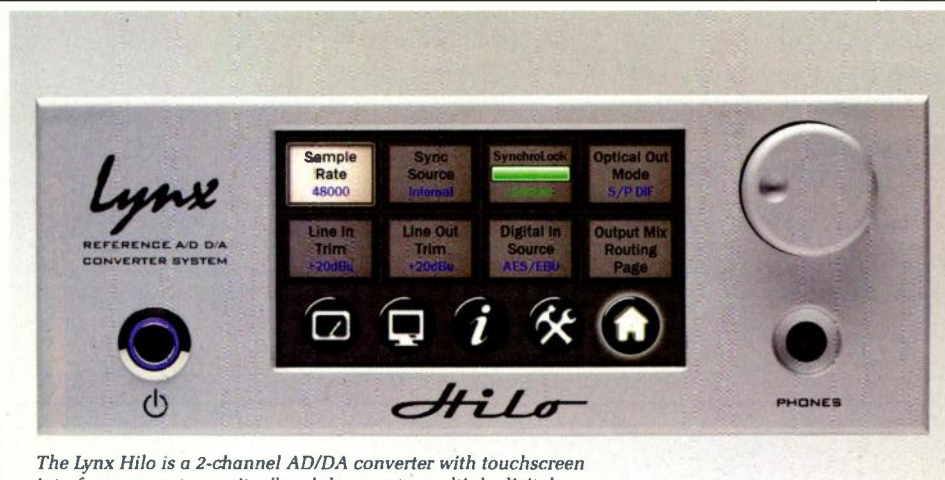 Lynx
REFERENCE A/D D/A
CONVERTER SYSTEM
Sample
Rate
48000
Sync
Source
Internal
SynchroLock
Optical Out
Mode
S/P DIF
Line In
Trim
+20dBu
Line Out
Trim
+20dBu
Digital In
Source
AES/EBU
Output Mix
Routing
Page
i
Hilo
PHONES
The Lynx Hilo is a 2-channel AD/DA converter with touchscreen